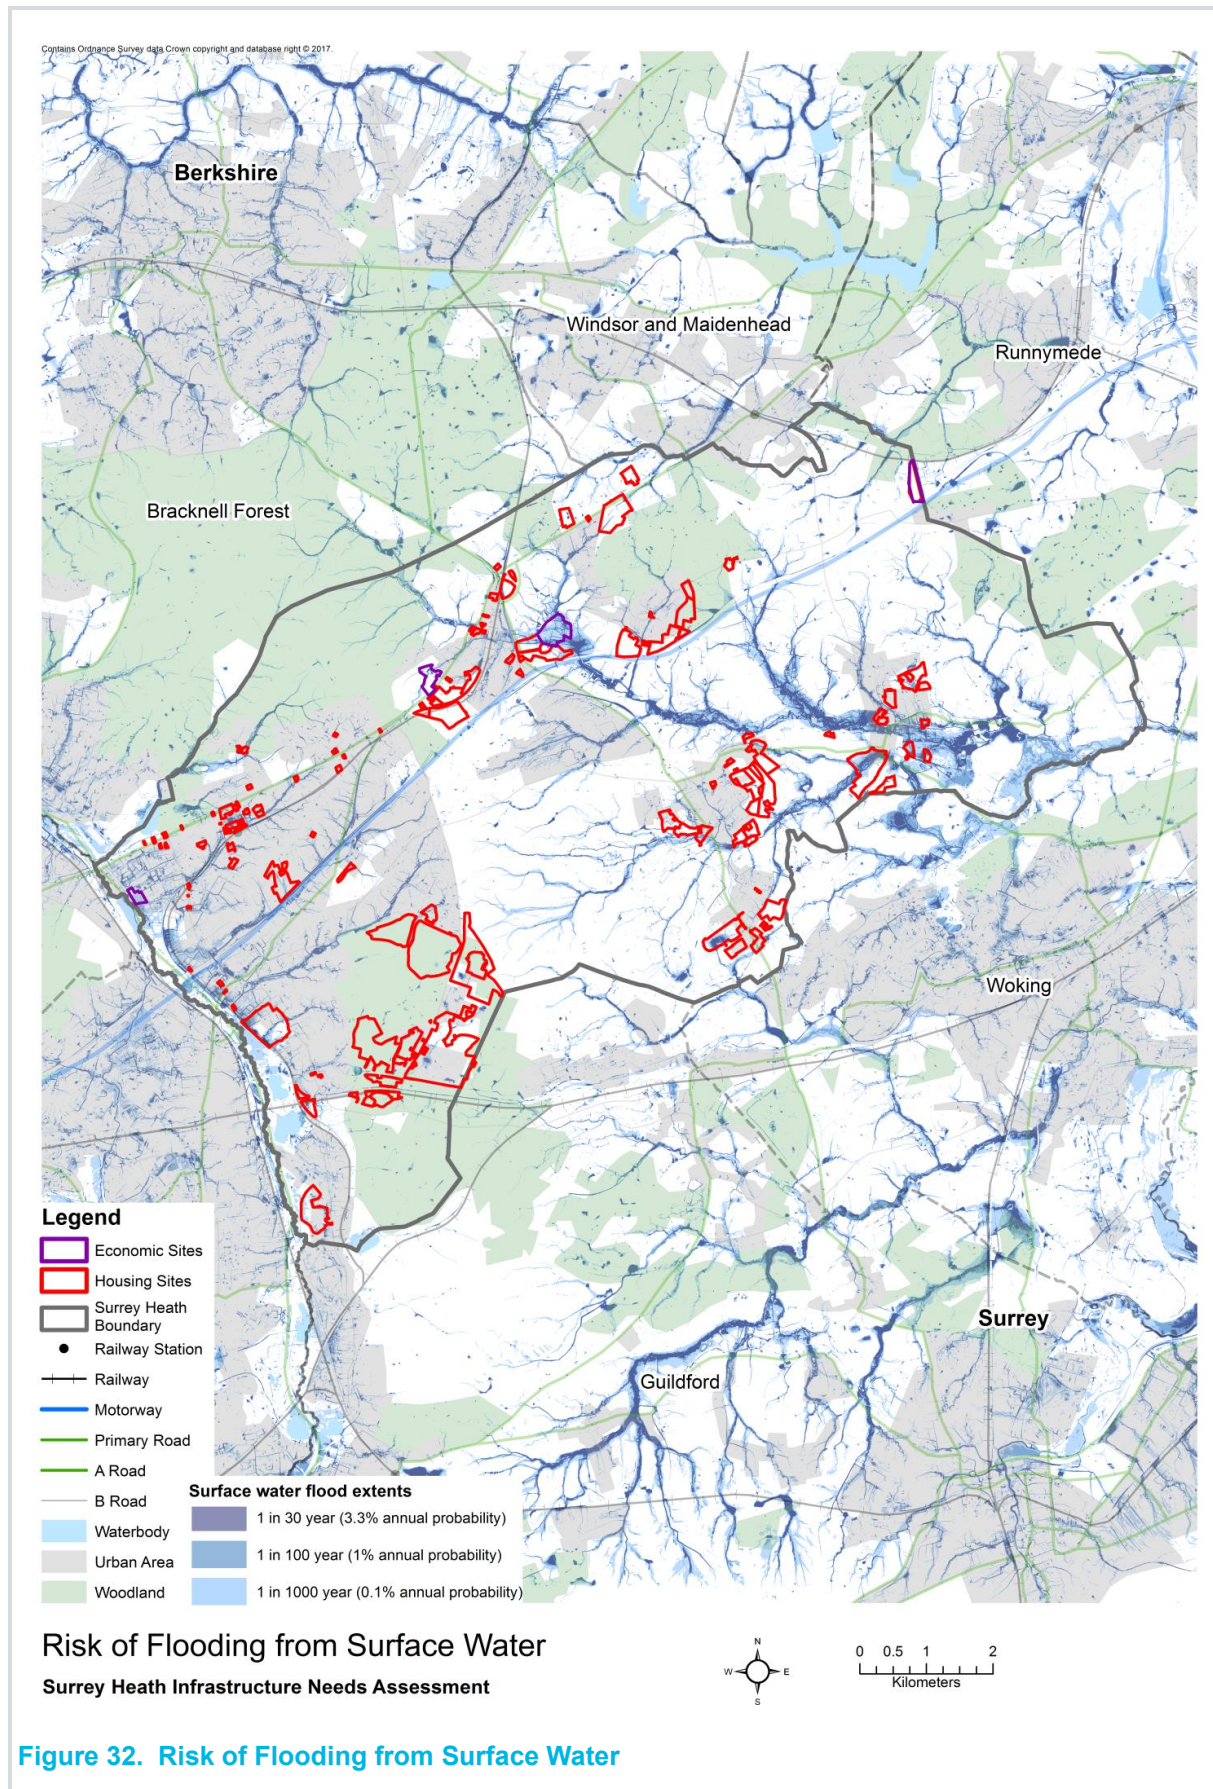 Contains Ordnance Survey data Crown copyright and database right © 2017.
Berkshire
Windsor and Maidenhead
Runnymede
Bracknell Forest
Woking
Surrey
Guildford
Legend
Economic Sites
Housing Sites
Surrey Heath
Boundary
Railway Station
Railway
Motorway
Primary Road
A Road
B Road
Waterbody
Urban Area
Woodland
Surface water flood extents
1 in 30 year (3.3% annual probability)
1 in 100 year (1% annual probability)
1 in 1000 year (0.1% annual probability)
Risk of Flooding from Surface Water
Surrey Heath Infrastructure Needs Assessment
N
W E
S
0 0.5 1 2
Kilometers
Figure 32. Risk of Flooding from Surface Water